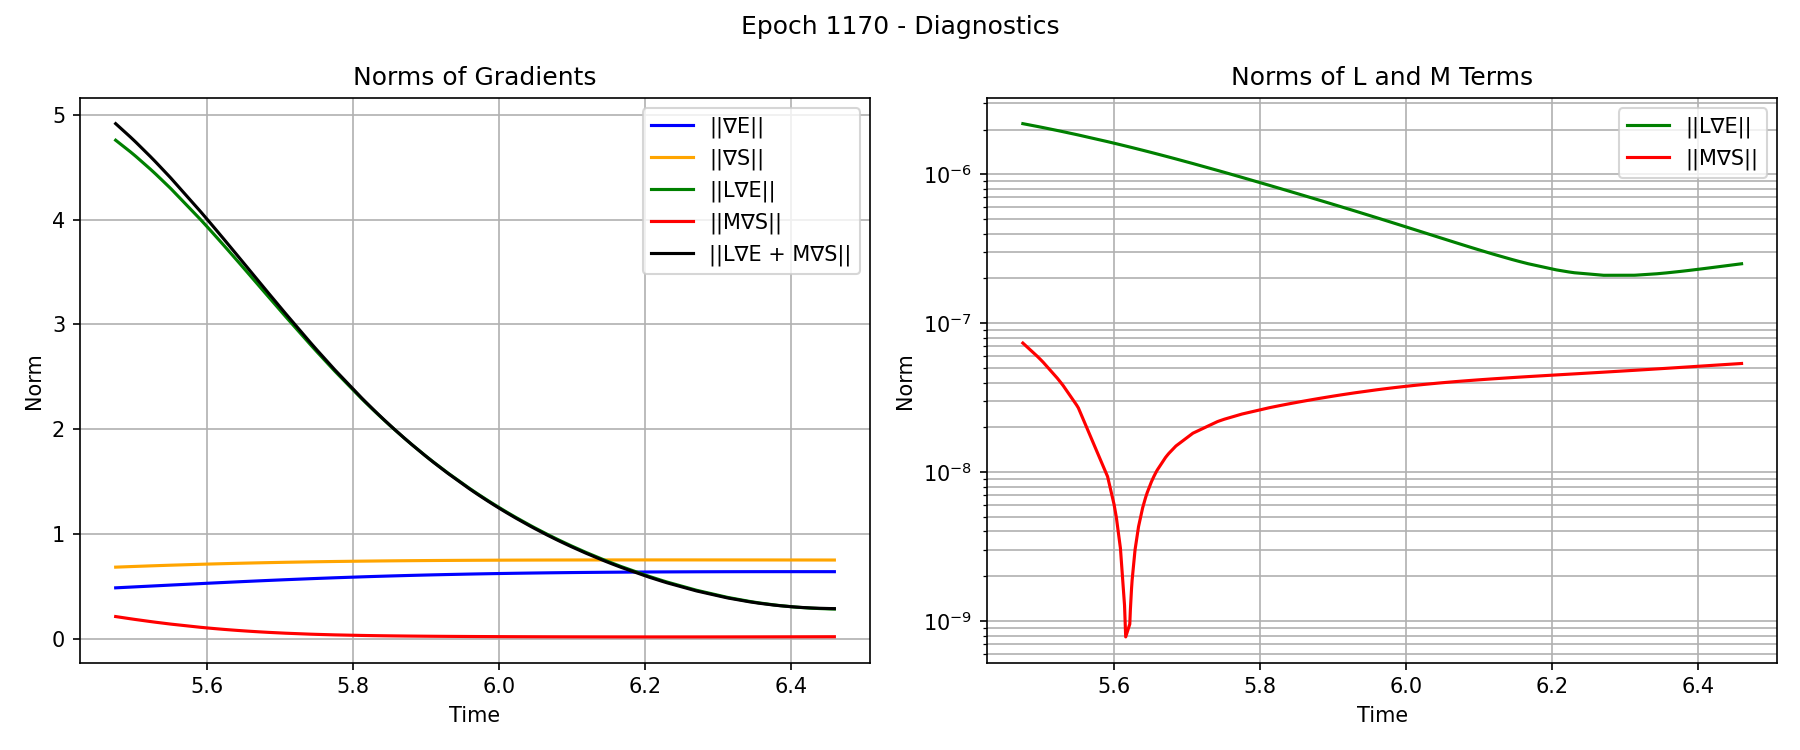 Epoch 1170 - Diagnostics
Norms of Gradients
Norm
5
4
3
2
1
0
||∇E||
||∇S||
||L∇E||
||M∇S||
||L∇E + M∇S||
5.6 5.8 6.0 6.2 6.4
Time
Norms of L and M Terms
Norm
10⁻⁶
10⁻⁷
10⁻⁸
10⁻⁹
||L∇E||
||M∇S||
5.6 5.8 6.0 6.2 6.4
Time